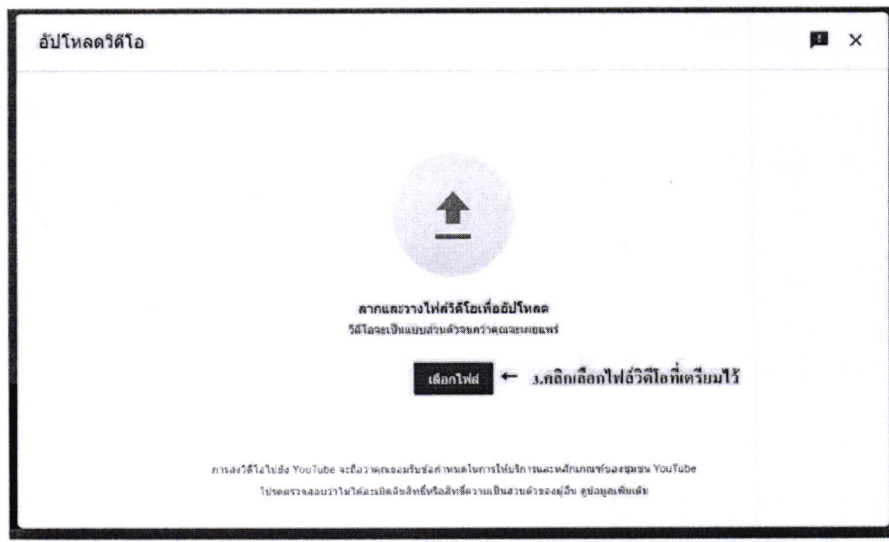 อัปโหลดวิดีโอ
ลากและวางไฟล์วิดีโอเพื่ออัปโหลด
วิดีโอจะเป็นแบบส่วนตัวจนกว่าคุณจะเผยแพร่
เลือกไฟล์ ← 3.คลิกเลือกไฟล์วิดีโอที่เตรียมไว้
การส่งวิดีโอไปยัง YouTube จะถือว่าคุณยอมรับข้อกำหนดในการให้บริการและหลักเกณฑ์ของชุมชน YouTube
โปรดตรวจสอบว่าไม่ได้ละเมิดลิขสิทธิ์หรือสิทธิ์ความเป็นส่วนตัวของผู้อื่น ดูข้อมูลเพิ่มเติม